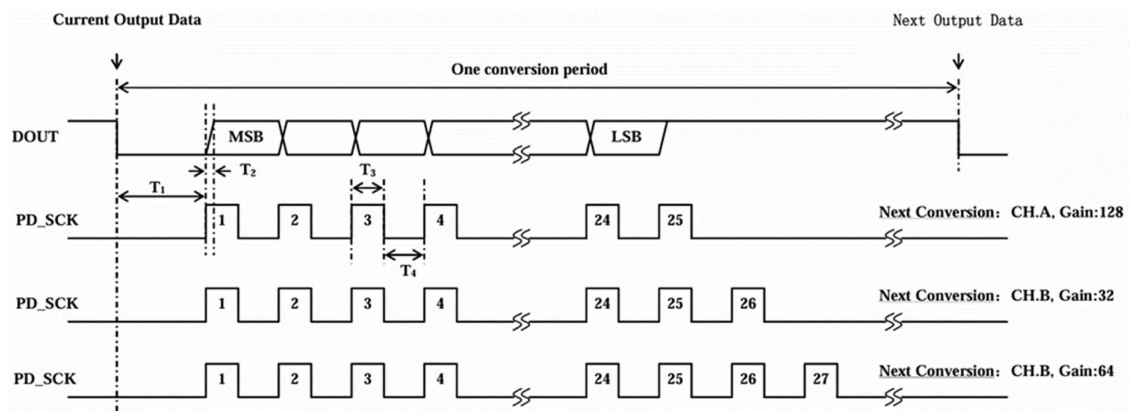 Current Output Data
Next Output Data
One conversion period
DOUT
MSB
LSB
T2
T3
T1
PD_SCK
1
2
3
4
24
25
Next Conversion: CH.A, Gain:128
T4
PD_SCK
1
2
3
4
24
25
26
Next Conversion: CH.B, Gain:32
PD_SCK
1
2
3
4
24
25
26
27
Next Conversion: CH.B, Gain:64